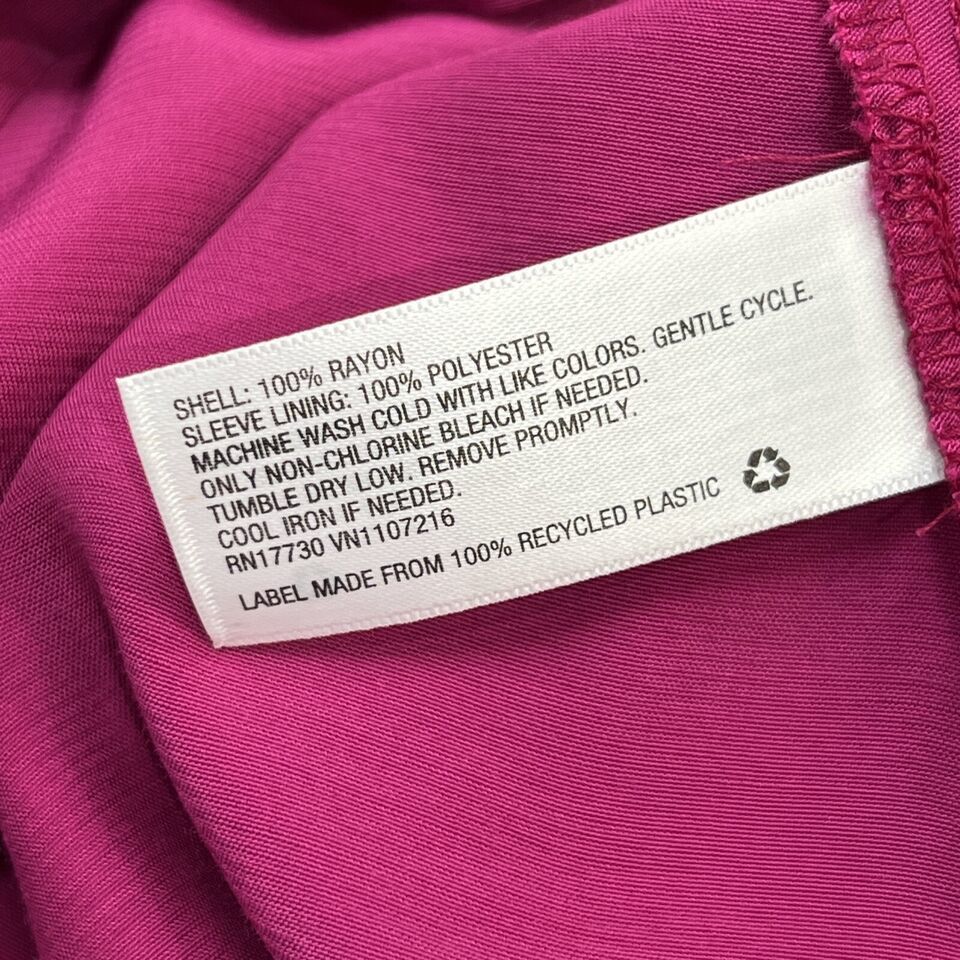 SHELL: 100% RAYON
SLEEVE LINING: 100% POLYESTER
MACHINE WASH COLD WITH LIKE COLORS. GENTLE CYCLE.
ONLY NON-CHLORINE BLEACH IF NEEDED.
TUMBLE DRY LOW. REMOVE PROMPTLY.
COOL IRON IF NEEDED.
RN17730 VN1107216
LABEL MADE FROM 100% RECYCLED PLASTIC